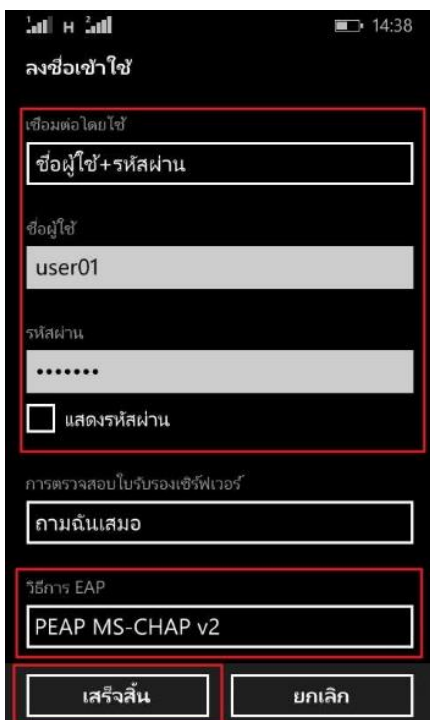 1 H 2 14:38
ลงชื่อเข้าใช้
เชื่อมต่อโดยใช้
ชื่อผู้ใช้+รหัสผ่าน
ชื่อผู้ใช้
user01
รหัสผ่าน
•••••••
แสดงรหัสผ่าน
การตรวจสอบใบรับรองเซิร์ฟเวอร์
ถามฉันเสมอ
วิธีการ EAP
PEAP MS-CHAP v2
เสร็จสิ้น ยกเลิก